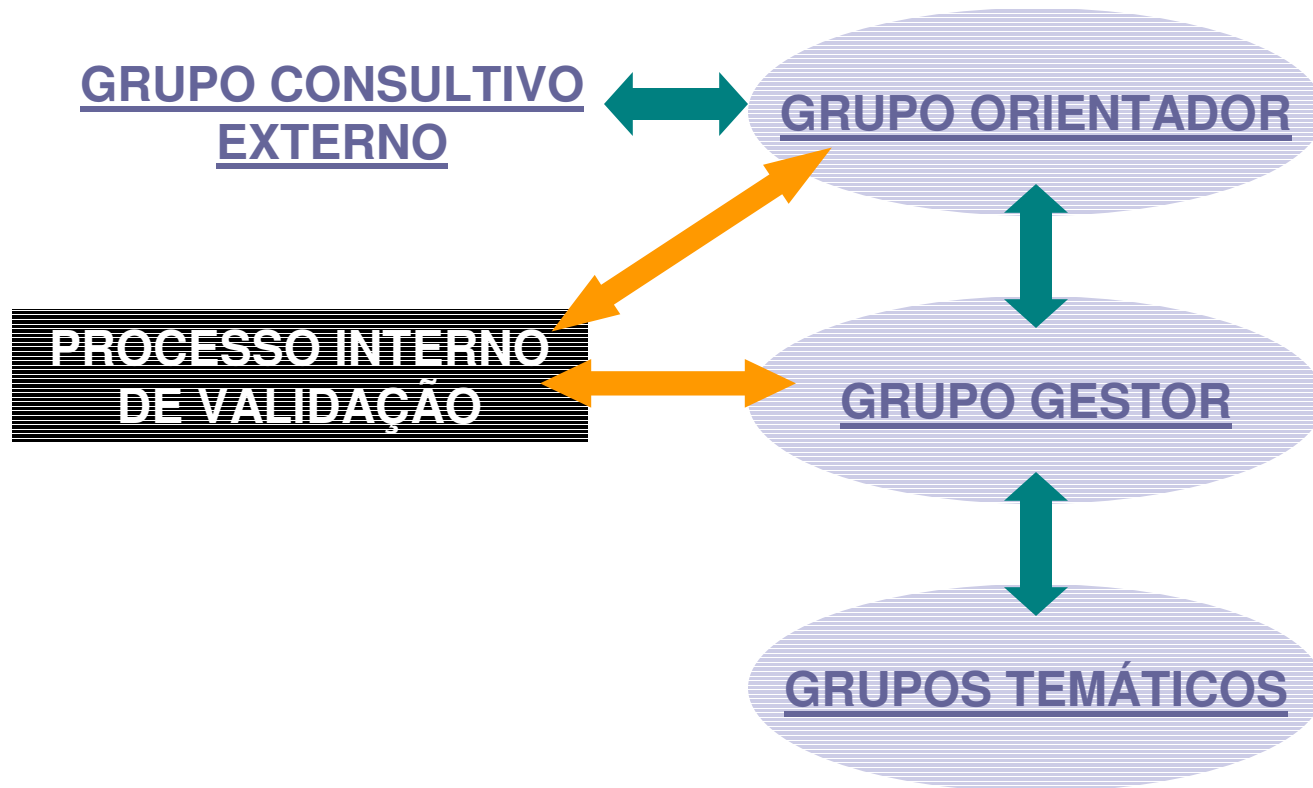 GRUPO CONSULTIVO
EXTERNO
GRUPO ORIENTADOR
PROCESSO INTERNO
DE VALIDAÇÃO
GRUPO GESTOR
GRUPOS TEMÁTICOS